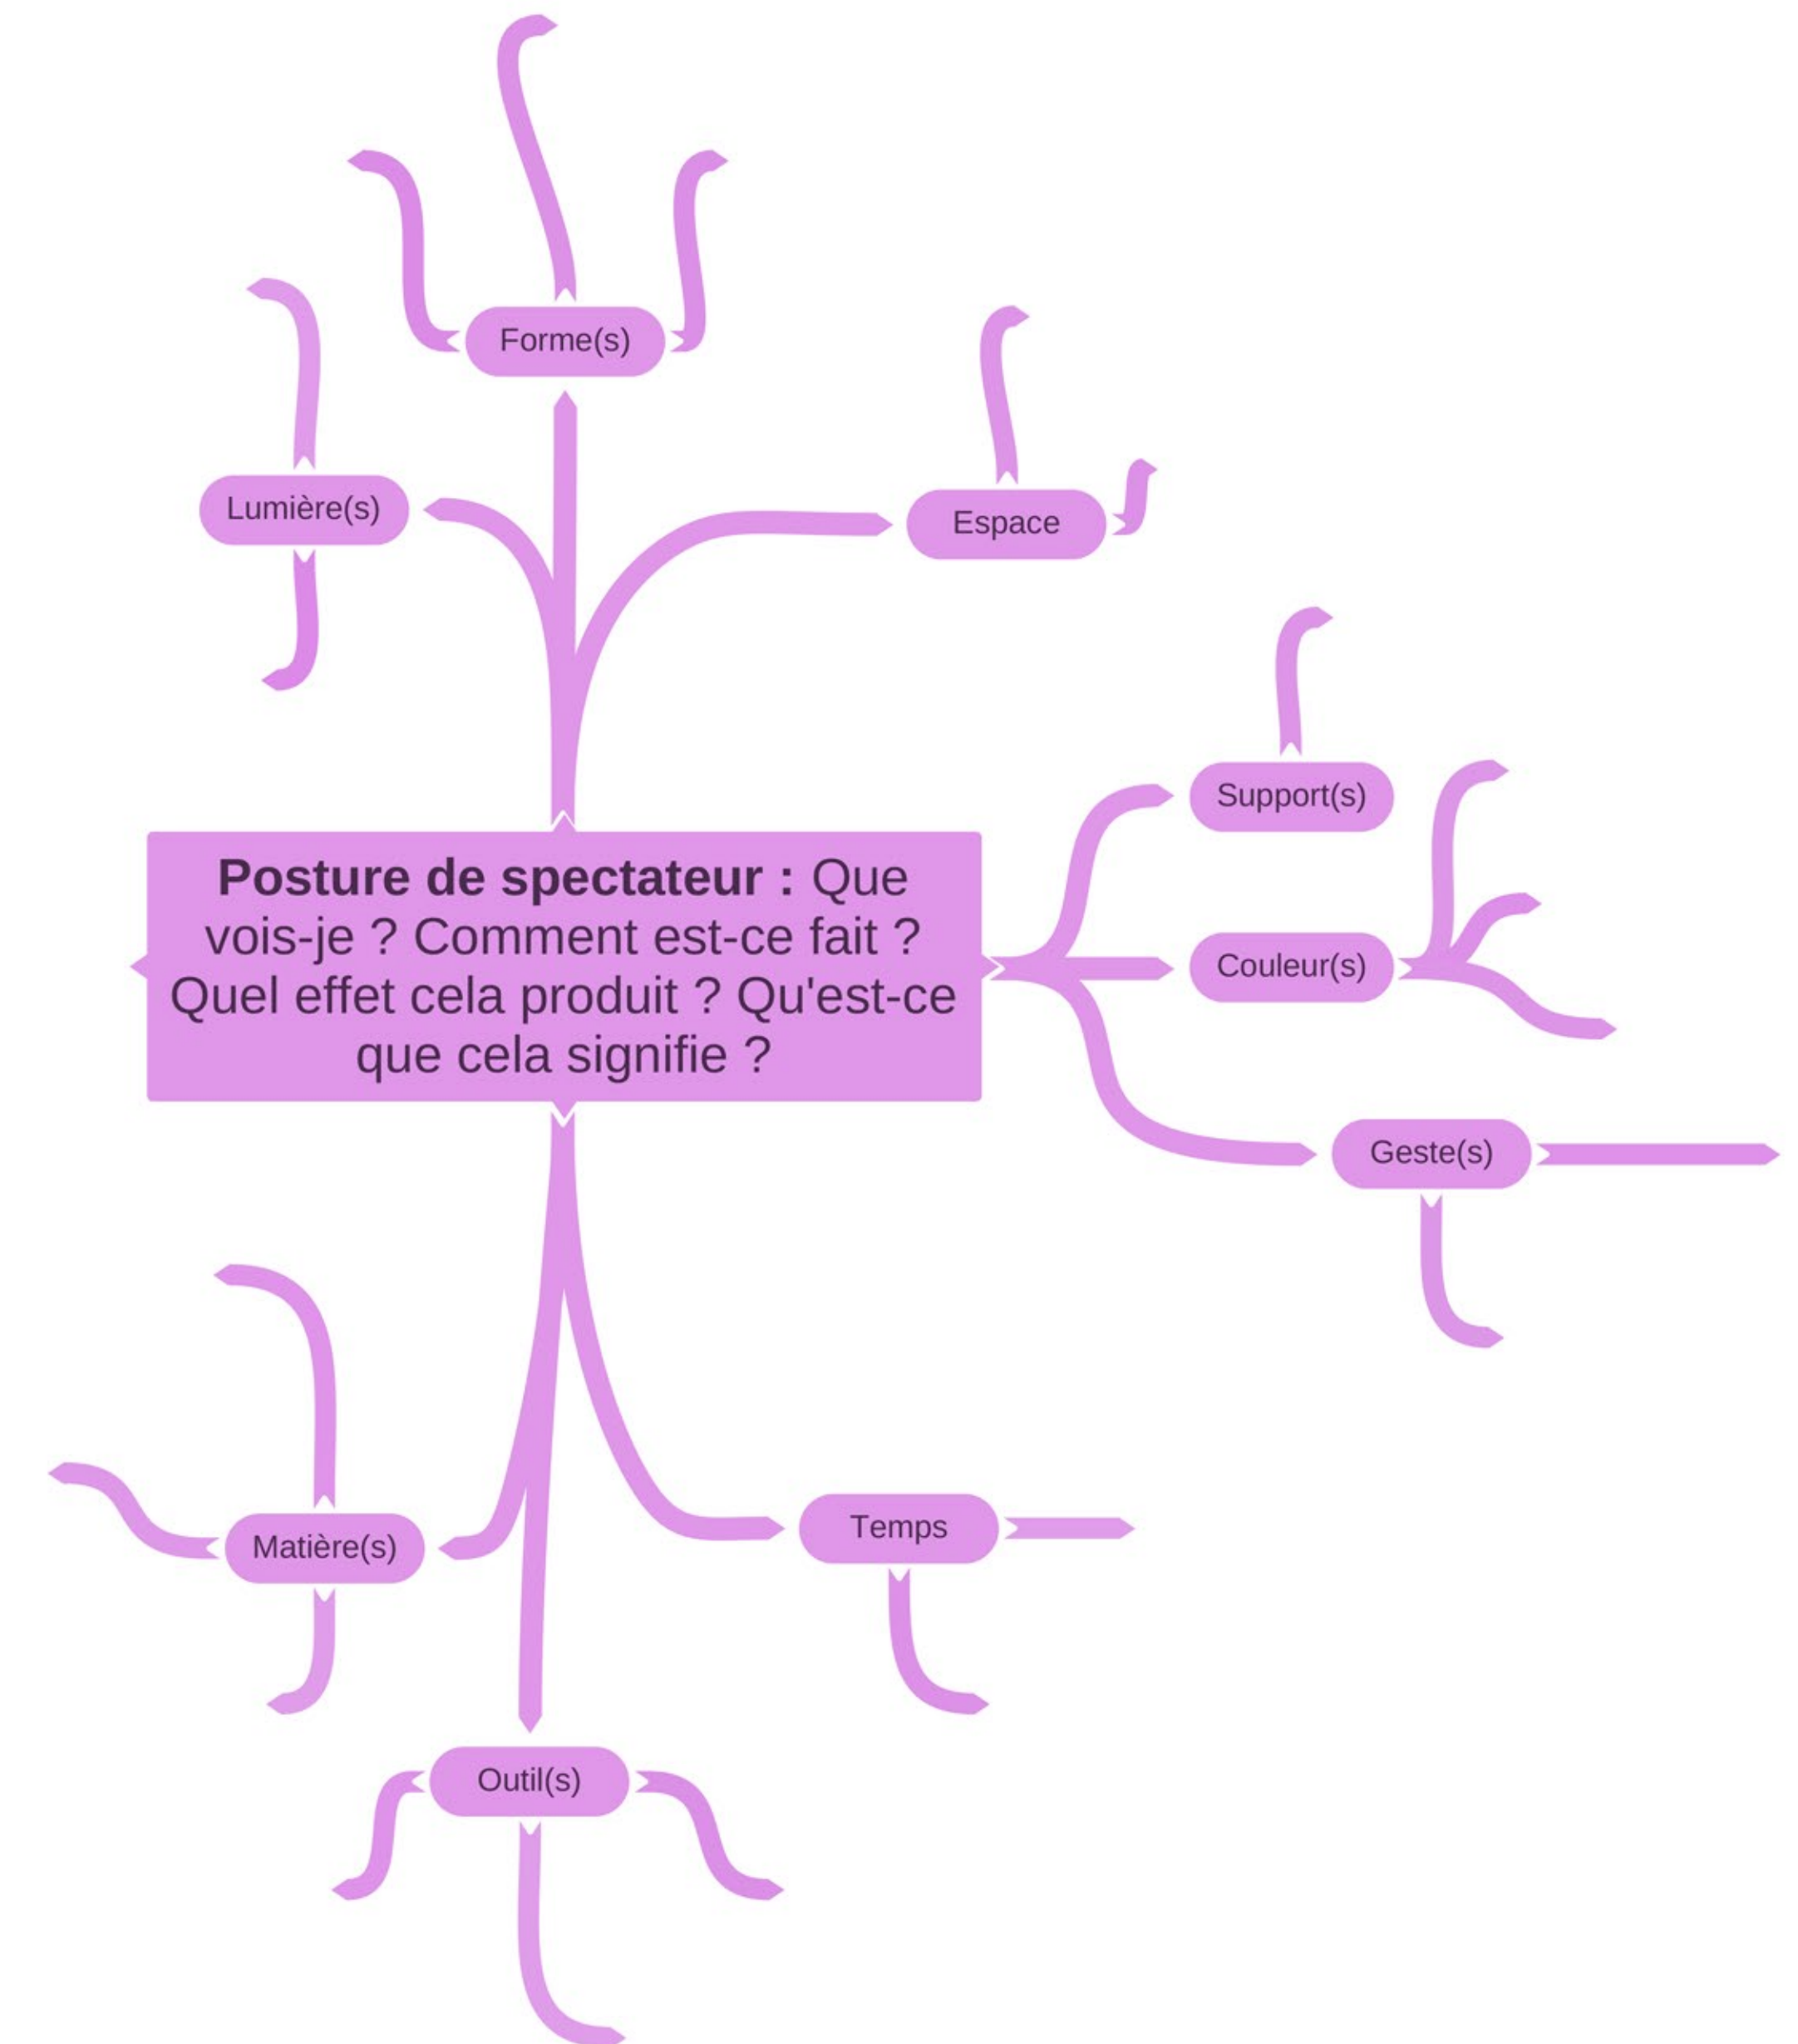 Forme(s)
Lumière(s)
Espace
Support(s)
Posture de spectateur : Que
vois-je ? Comment est-ce fait ?
Quel effet cela produit ? Qu'est-ce
que cela signifie ?
Couleur(s)
Geste(s)
Temps
Matière(s)
Outil(s)